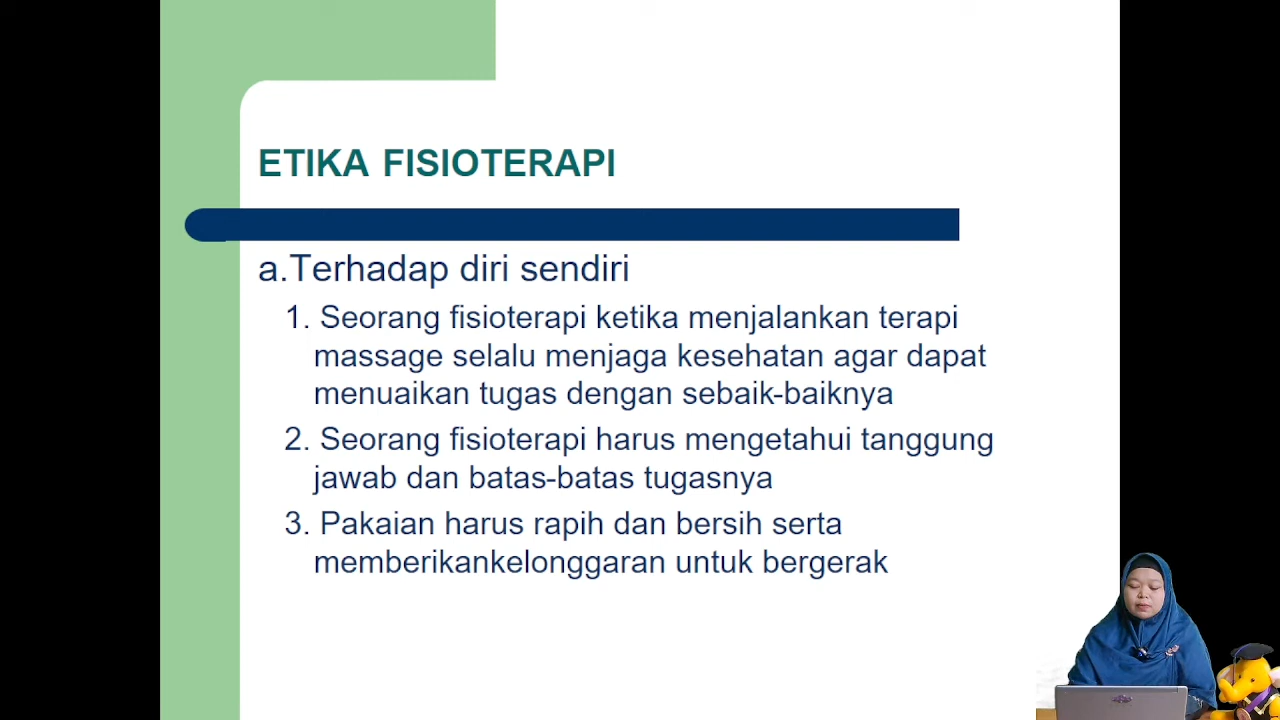 ETIKA FISIOTERAPI
a.Terhadap diri sendiri
1. Seorang fisioterapi ketika menjalankan terapi
massage selalu menjaga kesehatan agar dapat
menuaikan tugas dengan sebaik-baiknya
2. Seorang fisioterapi harus mengetahui tanggung
jawab dan batas-batas tugasnya
3. Pakaian harus rapih dan bersih serta
memberikankelonggaran untuk bergerak